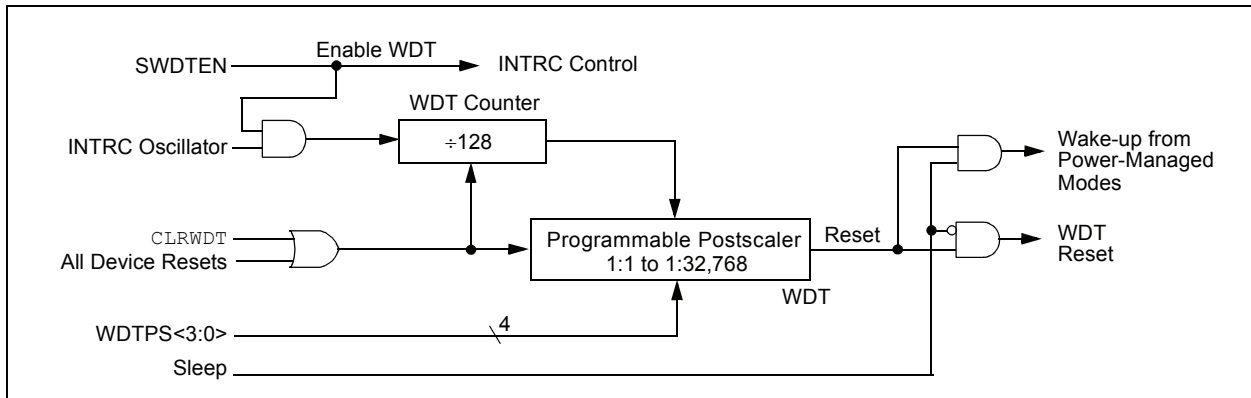 Enable WDT
SWDTEN
INTRC Control
WDT Counter
INTRC Oscillator
÷128
Wake-up from
Power-Managed
Modes
CLRWDT
All Device Resets
Programmable Postscaler
1:1 to 1:32,768
Reset
WDT
Reset
WDT
WDTPS<3:0>
4
Sleep